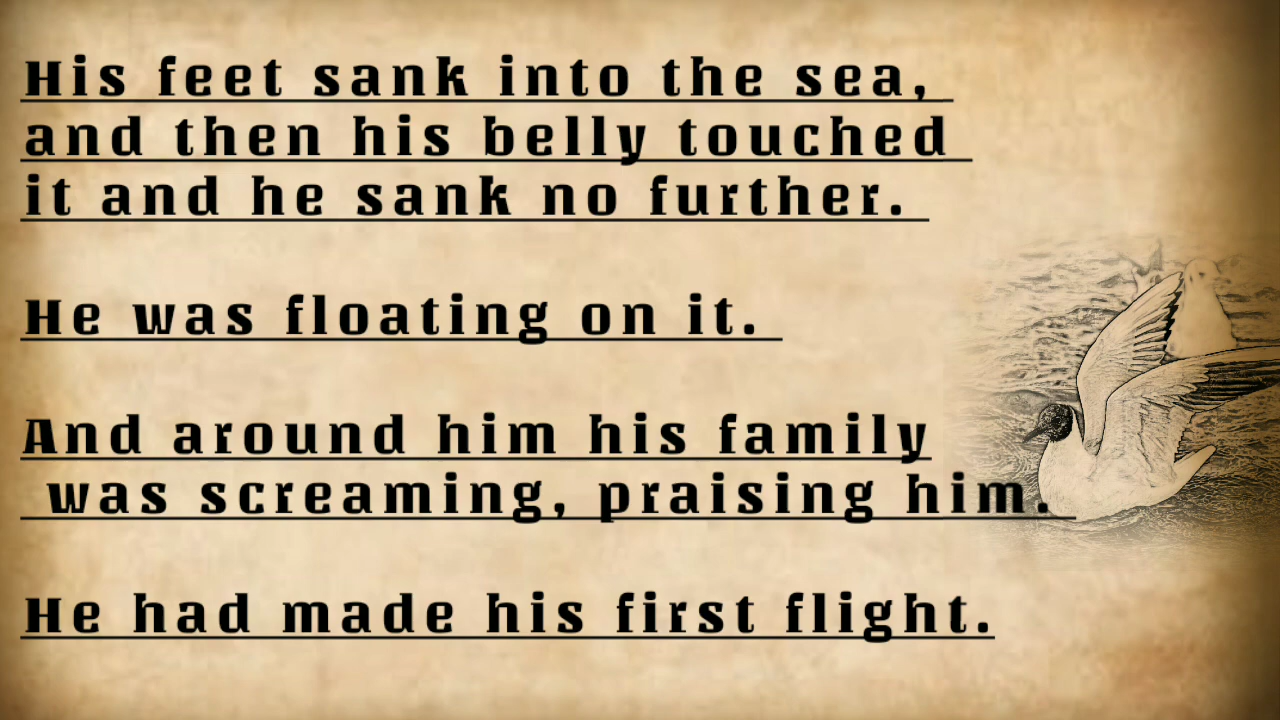 His feet sank into the sea,
and then his belly touched
it and he sank no further.
He was floating on it.
And around him his family
was screaming, praising him.
He had made his first flight.